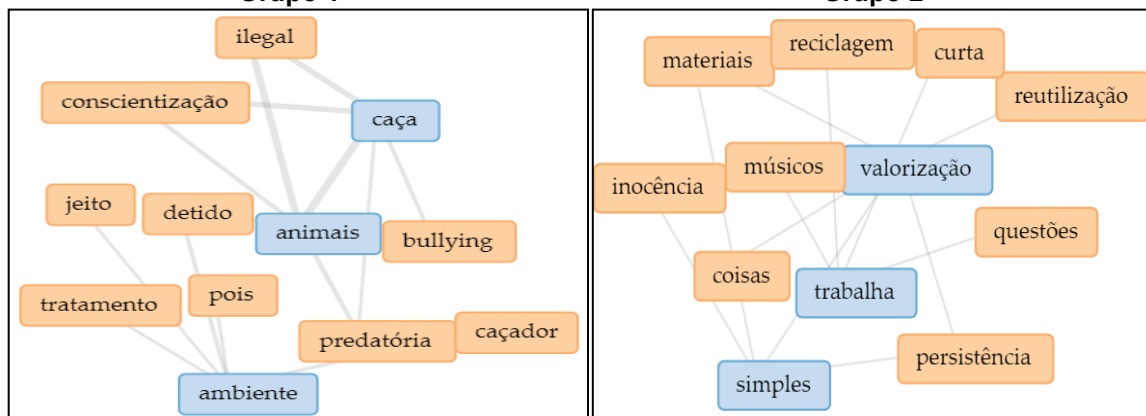 ilegal
conscientização
caça
jeito
detido
animais
bullying
tratamento
pois
predatória
caçador
ambiente
materiais
reciclagem
curta
reutilização
inocência
músicos
valorização
questões
coisas
trabalha
persistência
simples